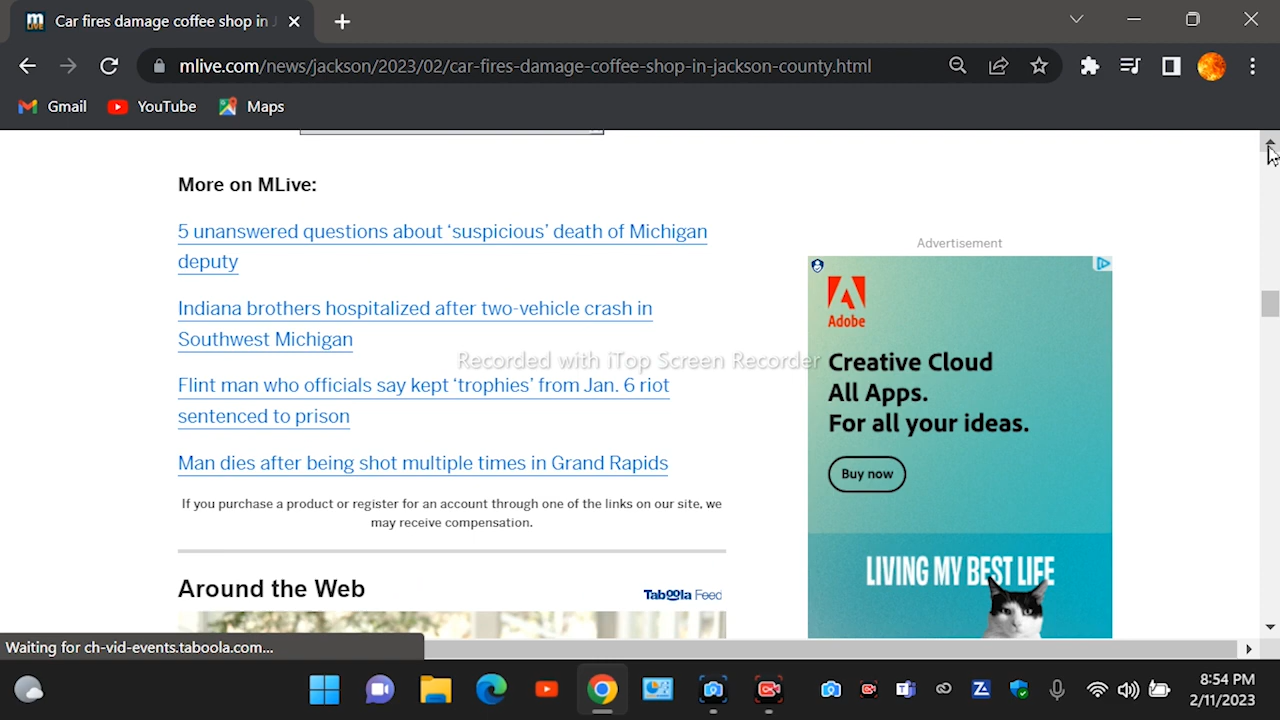 m
LIVE
Car fires damage coffee shop in J
mlive.com/news/jackson/2023/02/car-fires-damage-coffee-shop-in-jackson-county.html
Gmail
YouTube
Maps
More on MLive:
5 unanswered questions about ‘suspicious’ death of Michigan
deputy
Indiana brothers hospitalized after two-vehicle crash in
Southwest Michigan
Flint man who officials say kept ‘trophies’ from Jan. 6 riot
sentenced to prison
Man dies after being shot multiple times in Grand Rapids
If you purchase a product or register for an account through one of the links on our site, we
may receive compensation.
Around the Web
Taboola Feed
Recorded with iTop Screen Recorder
Advertisement
Adobe
Creative Cloud
All Apps.
For all your ideas.
Buy now
LIVING MY BEST LIFE
Waiting for ch-vid-events.taboola.com...
8:54 PM
2/11/2023